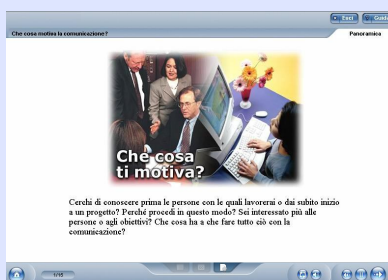 Esci
Guida
Che cosa motiva la comunicazione?
Panoramica
Che cosa
ti motiva?
Cerchi di conoscere prima le persone con le quali lavorerai o dai subito inizio
a un progetto? Perché procedi in questo modo? Sei interessato più alle
persone o agli obiettivi? Che cosa ha a che fare tutto ciò con la
comunicazione?
1/15